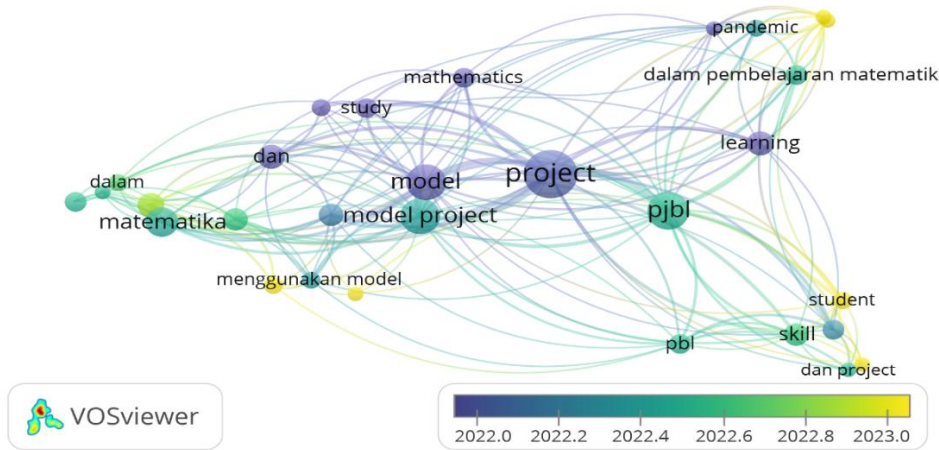 pandemic
dalam pembelajaran matematik
mathematics
study
learning
dan
project
model
dalam
pjbl
model project
matematika
menggunakan model
student
skill
pbl
dan project
VOSviewer
2022.0 2022.2 2022.4 2022.6 2022.8 2023.0